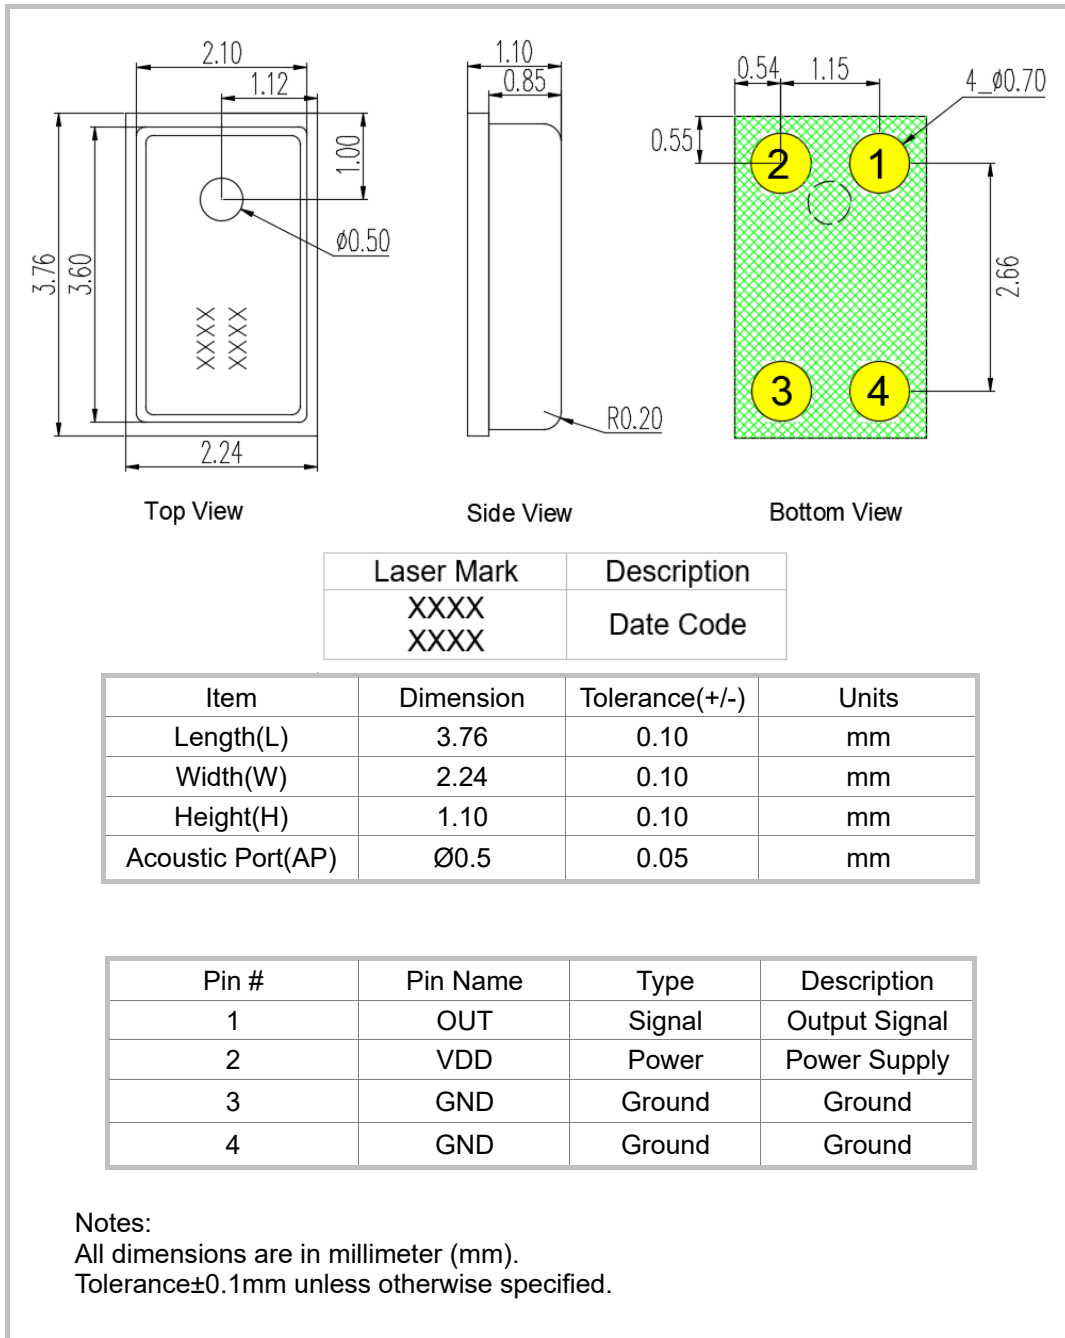 2.10
1.12
1.00
3.76
3.60
ø0.50
XXXX
XXXX
2.24
Top View
1.10
0.85
R0.20
Side View
0.54
1.15
4_ø0.70
0.55
2
1
2.66
3
4
Bottom View
Laser Mark Description
XXXX
XXXX
Date Code
Item Dimension Tolerance(+/-) Units
Length(L) 3.76 0.10 mm
Width(W) 2.24 0.10 mm
Height(H) 1.10 0.10 mm
Acoustic Port(AP) Ø0.5 0.05 mm
Pin # Pin Name Type Description
1 OUT Signal Output Signal
2 VDD Power Power Supply
3 GND Ground Ground
4 GND Ground Ground
Notes:
All dimensions are in millimeter (mm).
Tolerance±0.1mm unless otherwise specified.